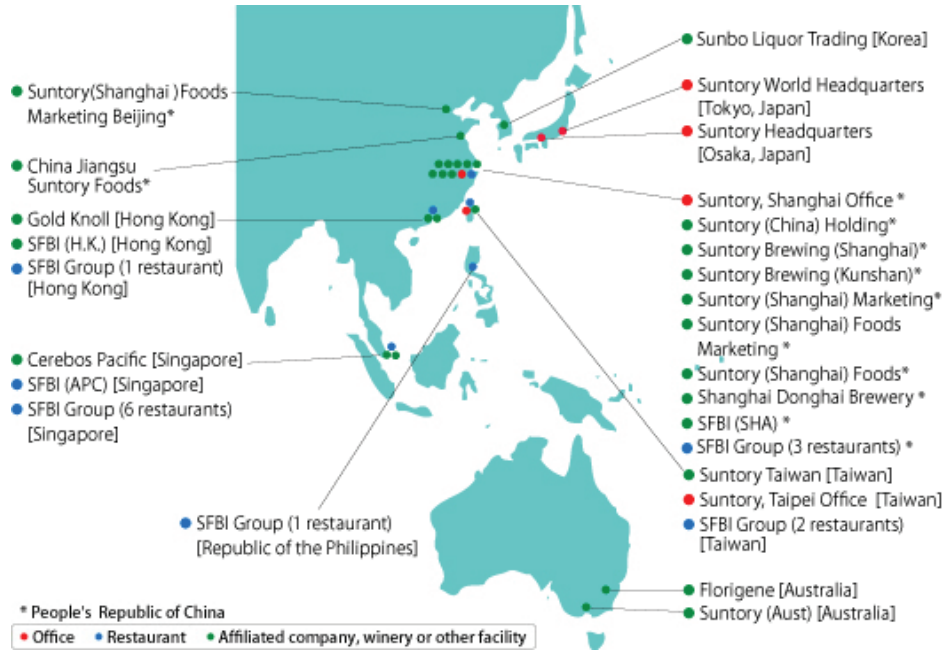 Suntory(Shanghai )Foods
Marketing Beijing*
China Jiangsu
Suntory Foods*
Gold Knoll [Hong Kong]
SFBI (H.K.) [Hong Kong]
SFBI Group (1 restaurant)
[Hong Kong]
Cerebos Pacific [Singapore]
SFBI (APC) [Singapore]
SFBI Group (6 restaurants)
[Singapore]
SFBI Group (1 restaurant)
[Republic of the Philippines]
Sunbo Liquor Trading [Korea]
Suntory World Headquarters
[Tokyo, Japan]
Suntory Headquarters
[Osaka, Japan]
Suntory, Shanghai Office *
Suntory (China) Holding*
Suntory Brewing (Shanghai)*
Suntory Brewing (Kunshan)*
Suntory (Shanghai) Marketing*
Suntory (Shanghai) Foods
Marketing *
Suntory (Shanghai) Foods*
Shanghai Donghai Brewery *
SFBI (SHA) *
SFBI Group (3 restaurants) *
Suntory Taiwan [Taiwan]
Suntory, Taipei Office [Taiwan]
SFBI Group (2 restaurants)
[Taiwan]
Florigene [Australia]
Suntory (Aust) [Australia]
* People's Republic of China
Office Restaurant Affiliated company, winery or other facility